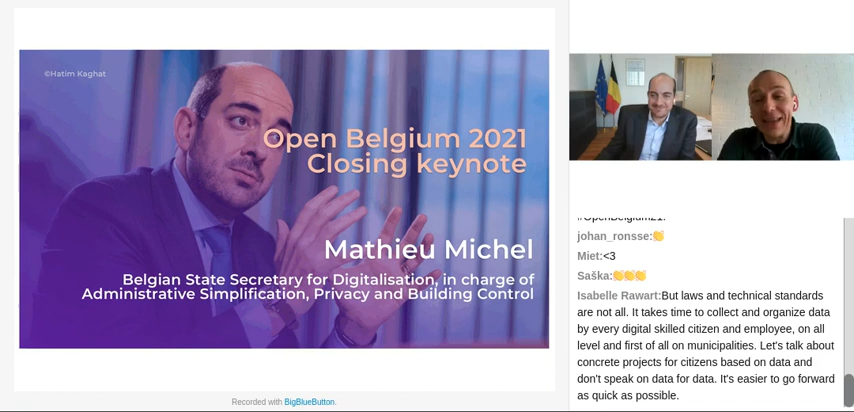 ©Hatim Kaghat
Open Belgium 2021
Closing keynote
Mathieu Michel
Belgian State Secretary for Digitalisation, in charge of
Administrative Simplification, Privacy and Building Control
Recorded with BigBlueButton.
#OpenBelgium21.
johan_ronsse:👏
Miet:<3
Saška:👏👏👏
Isabelle Rawart:But laws and technical standards
are not all. It takes time to collect and organize data
by every digital skilled citizen and employee, on all
level and first of all on municipalities. Let's talk about
concrete projects for citizens based on data and
don't speak on data for data. It's easier to go forward
as quick as possible.